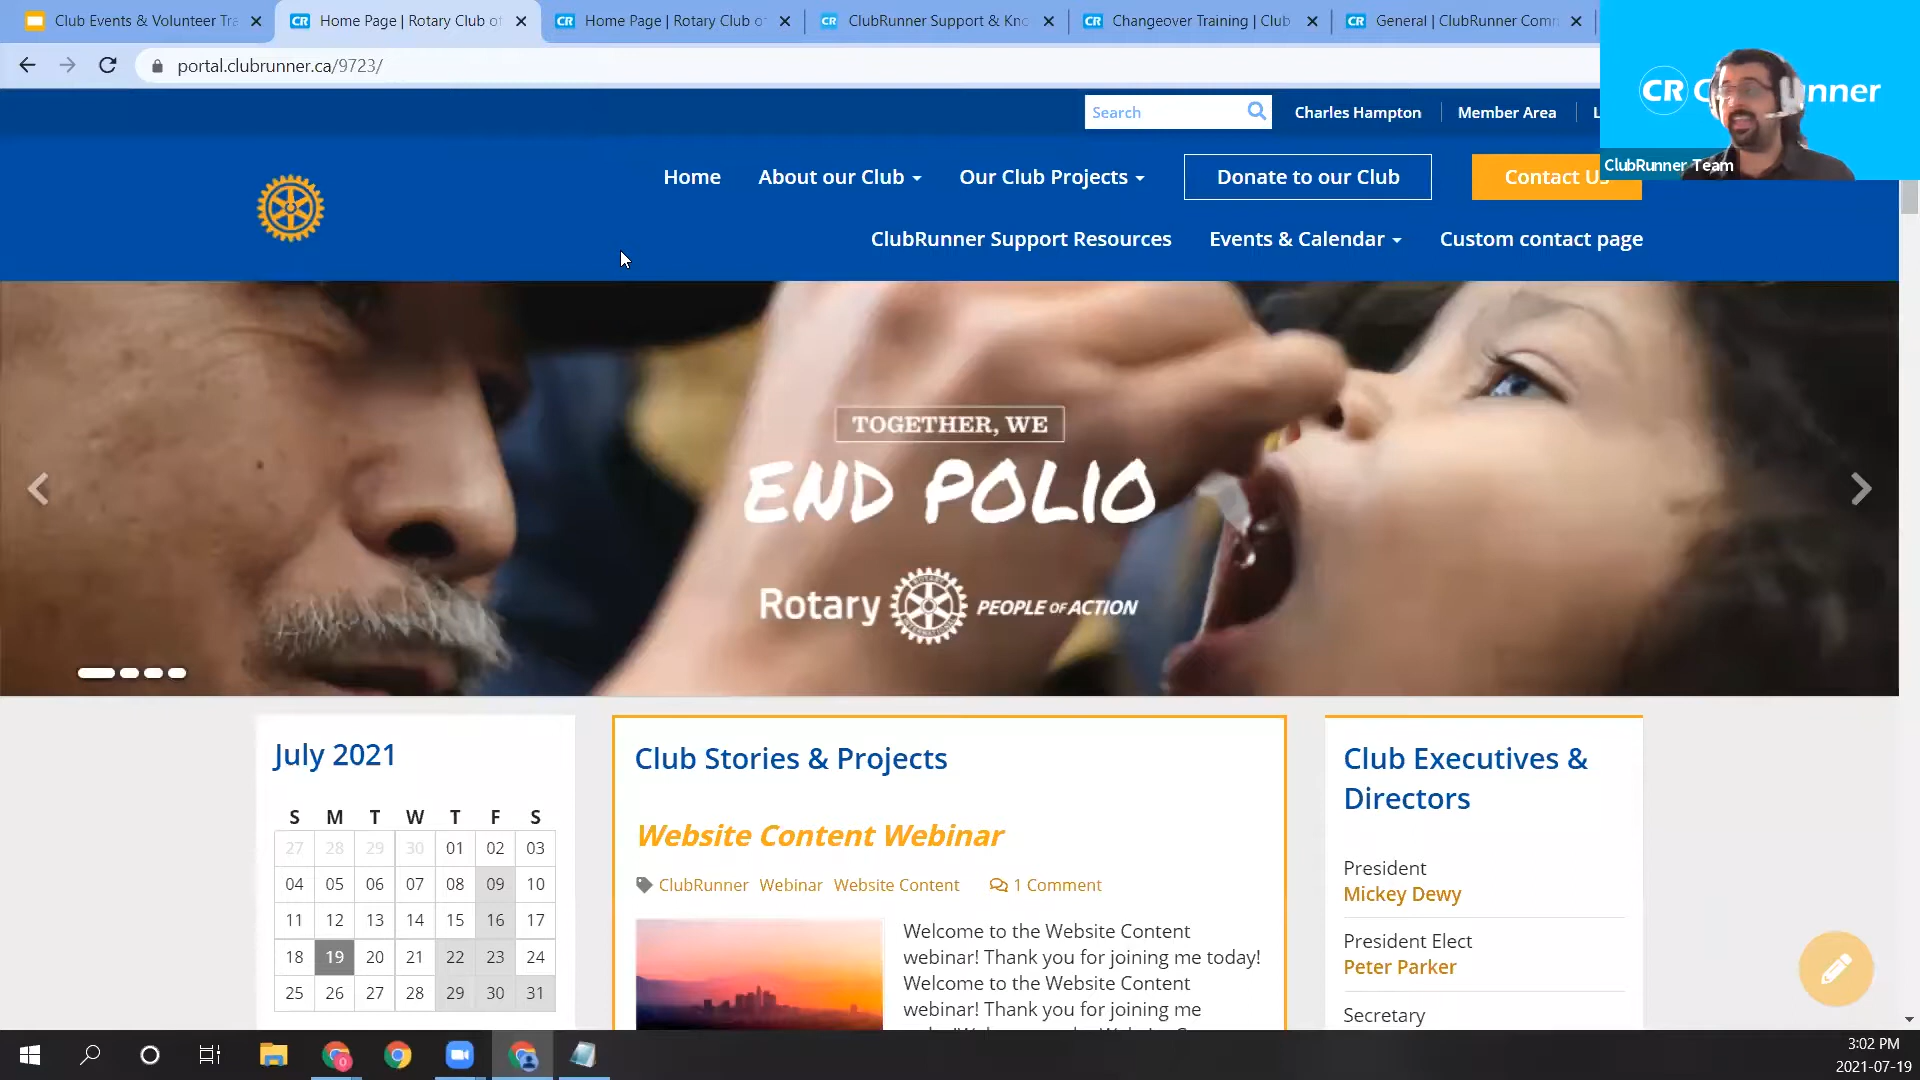 Club Events & Volunteer Tra
Home Page | Rotary Club o
Home Page | Rotary Club o
ClubRunner Support & Kn
Changeover Training | Club
General | ClubRunner Com
portal.clubrunner.ca/9723/
Search
Charles Hampton
Member Area
L
CR C unner
ClubRunner Team
Home
About our Club
Our Club Projects
Donate to our Club
Contact Us
ClubRunner Support Resources
Events & Calendar
Custom contact page
TOGETHER, WE
END POLIO
Rotary
PEOPLE OF ACTION
July 2021
S M T W T F S
27 28 29 30 01 02 03
04 05 06 07 08 09 10
11 12 13 14 15 16 17
18 19 20 21 22 23 24
25 26 27 28 29 30 31
Club Stories & Projects
Website Content Webinar
ClubRunner Webinar Website Content 1 Comment
Welcome to the Website Content
webinar! Thank you for joining me today!
Welcome to the Website Content
webinar! Thank you for joining me
Club Executives &
Directors
President
Mickey Dewy
President Elect
Peter Parker
Secretary
3:02 PM
2021-07-19